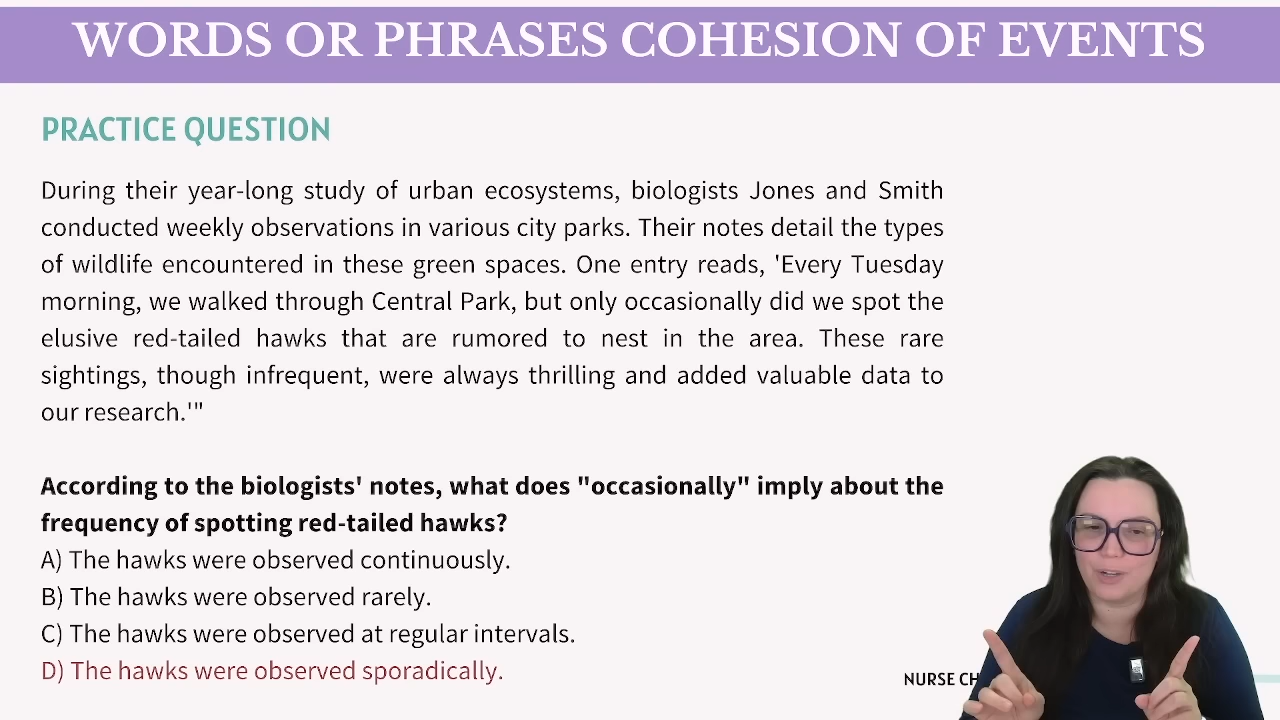 WORDS OR PHRASES COHESION OF EVENTS
PRACTICE QUESTION
During their year-long study of urban ecosystems, biologists Jones and Smith
conducted weekly observations in various city parks. Their notes detail the types
of wildlife encountered in these green spaces. One entry reads, 'Every Tuesday
morning, we walked through Central Park, but only occasionally did we spot the
elusive red-tailed hawks that are rumored to nest in the area. These rare
sightings, though infrequent, were always thrilling and added valuable data to
our research.'"
According to the biologists' notes, what does "occasionally" imply about the
frequency of spotting red-tailed hawks?
A) The hawks were observed continuously.
B) The hawks were observed rarely.
C) The hawks were observed at regular intervals.
D) The hawks were observed sporadically.
NURSE